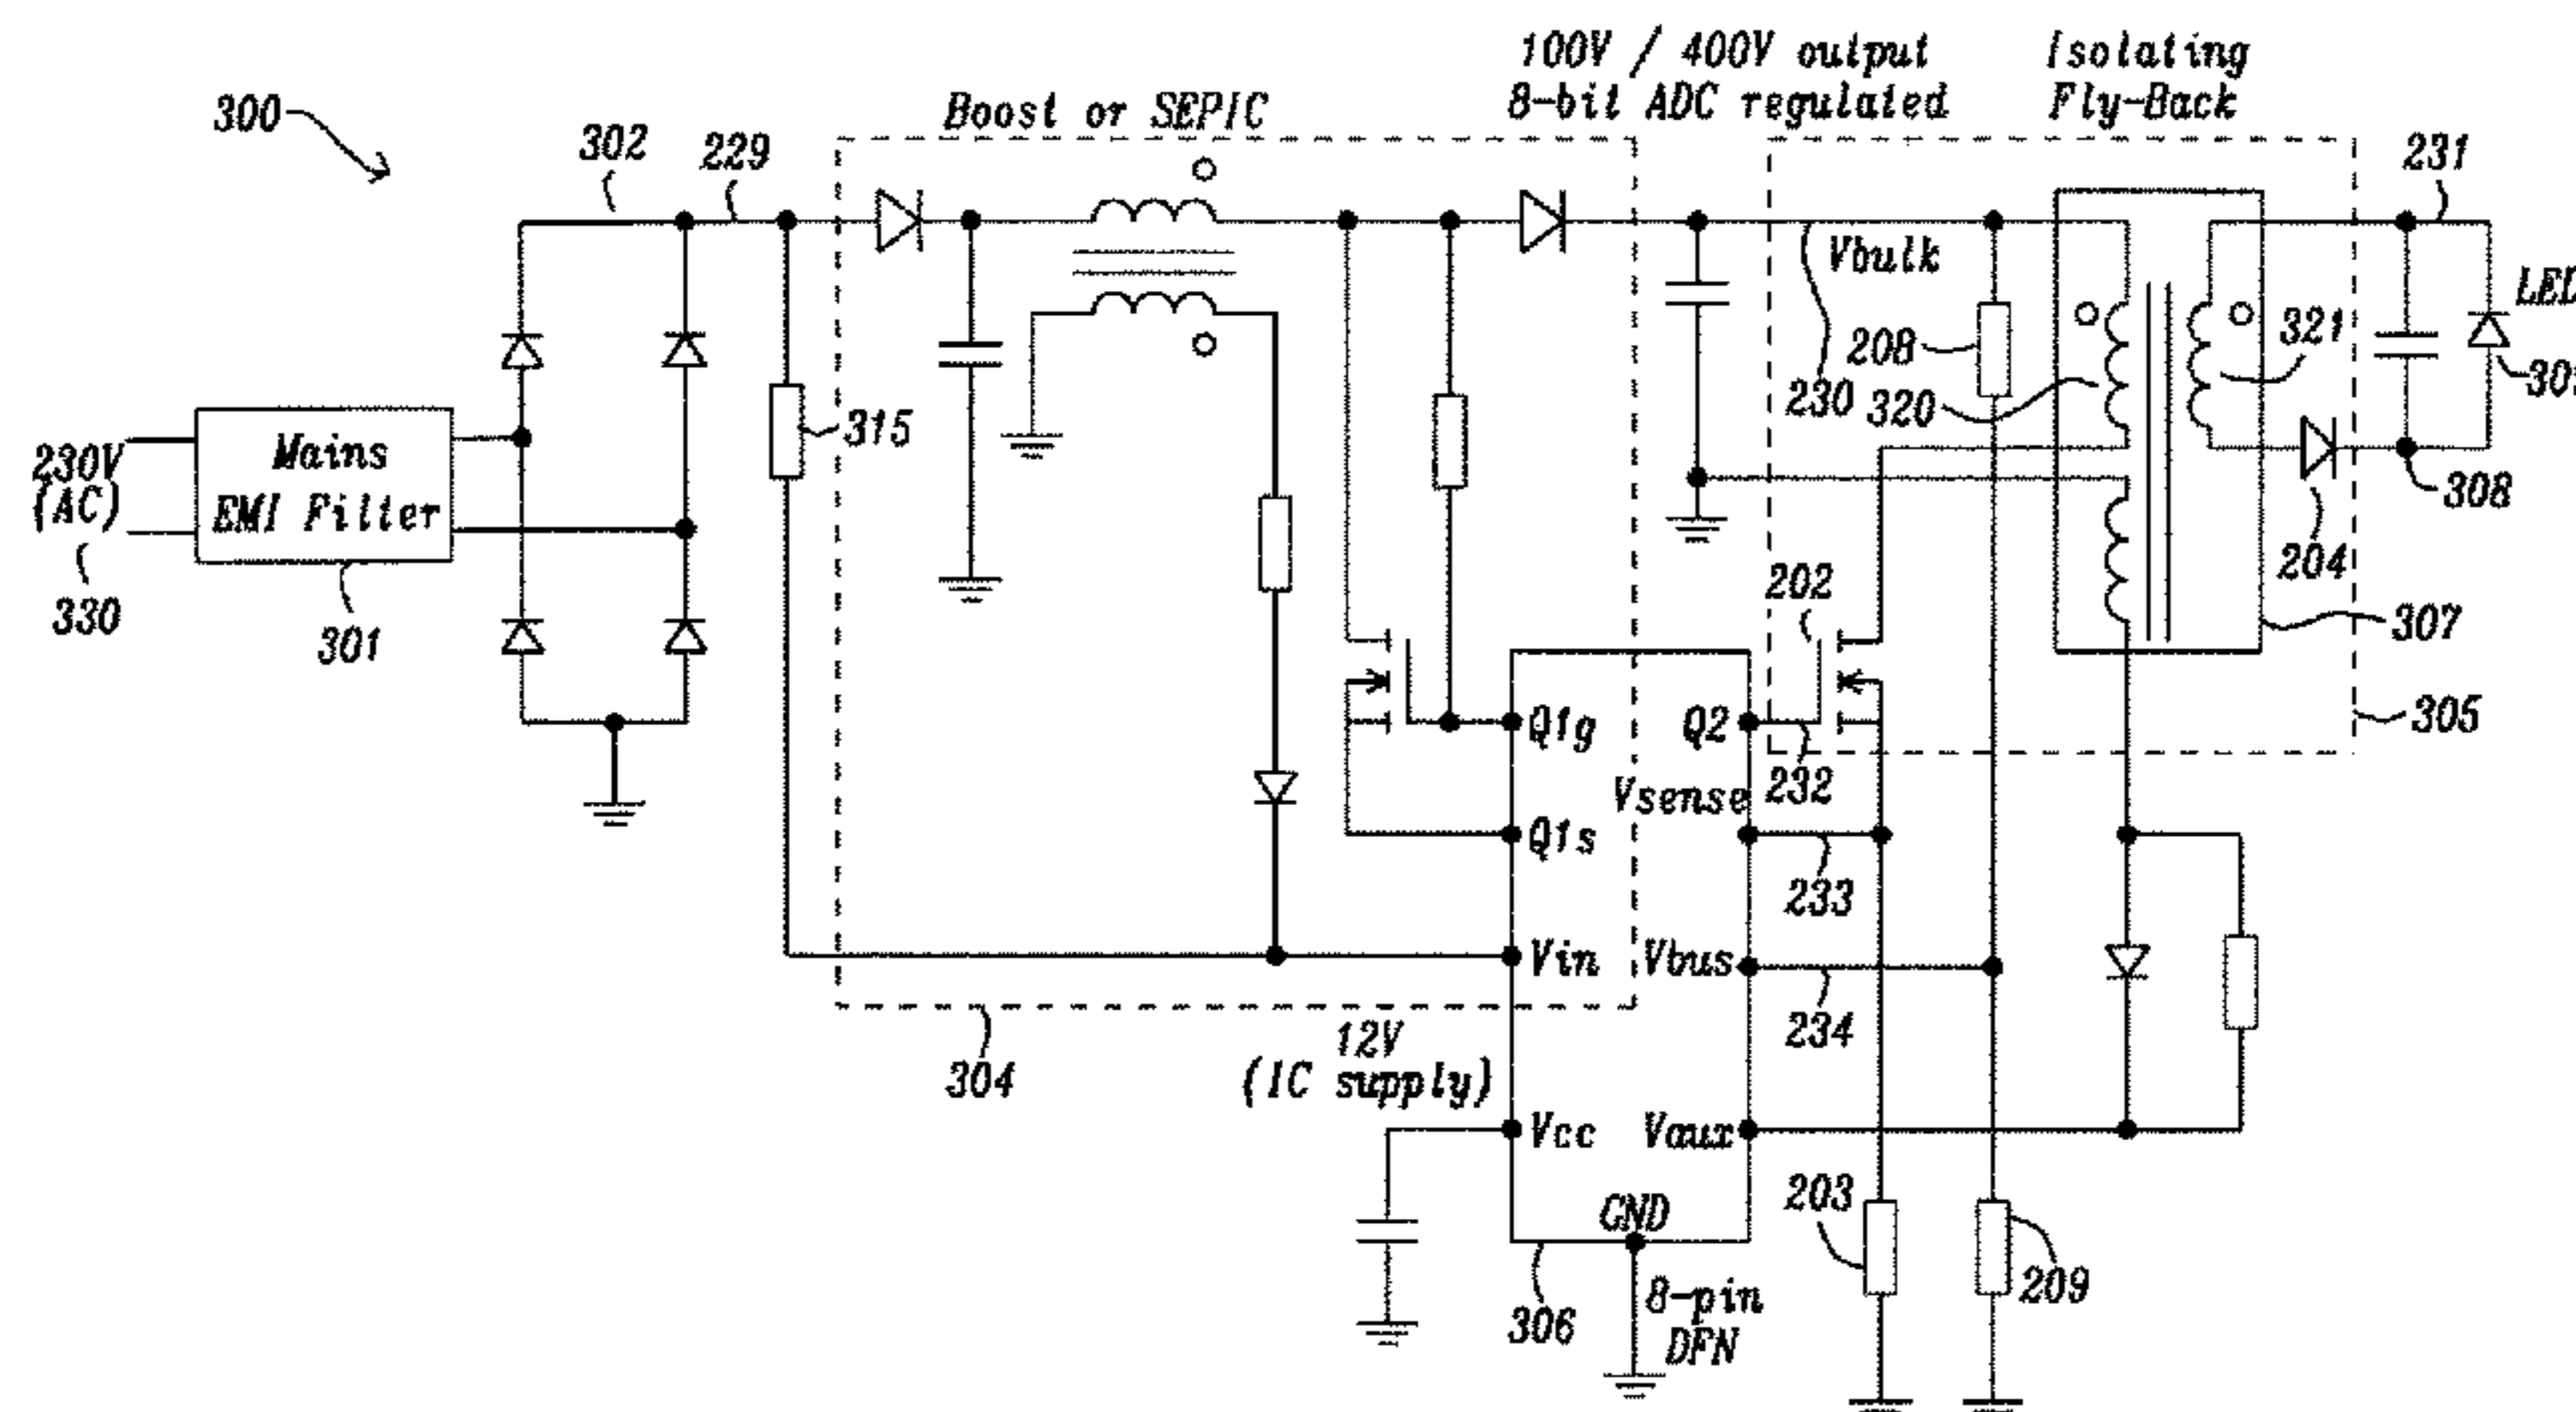 100V / 400V output
8-bit ADC regulated
Isolating
Fly-Back
Boost or SEPIC
300
302
229
231
Vbulk
LED
208
321
230
320
315
230V
(AC)
Mains
EMI Filter
308
204
202
330
301
307
305
Q1g
Q2
232
Vsense
Q1s
233
Vin
Vbus
234
304
12V
(IC supply)
Vcc
Vaux
203
GND
209
306
8-pin
DFN